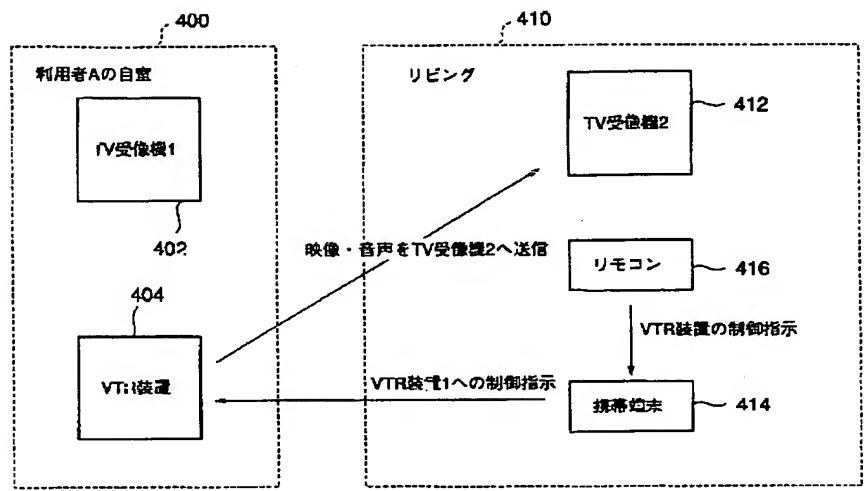 400
利用者Aの自室
TV受像機1
402
404
VTR装置
410
リビング
TV受像機2
412
映像・音声をTV受像機2へ送信
リモコン
416
VTR装置の制御指示
VTR装置1への制御指示
携帯端末
414